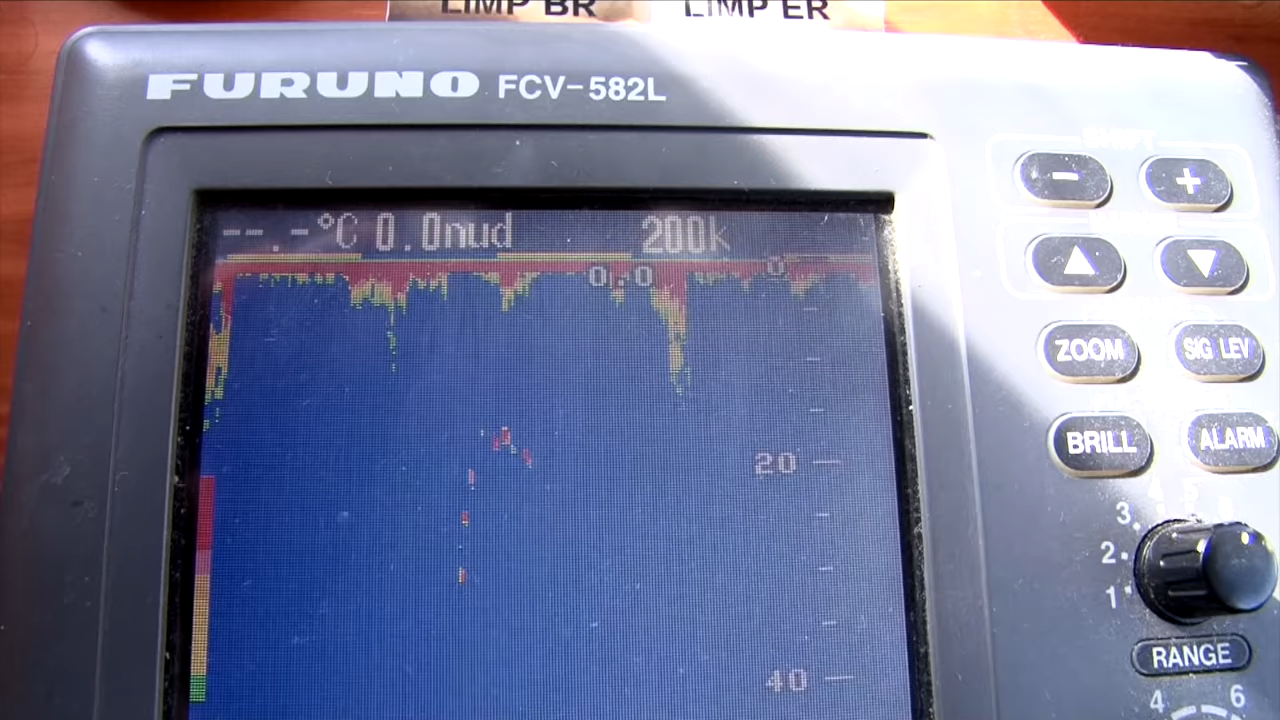 LIMP BR LIMP ER
FURUNO FCV-582L
SHIFT
- +
--.-°C 0.0nud 200k
0.0 0
ZOOM SIG LEV
BRILL ALARM
20
3
2
1
RANGE
40
4 6